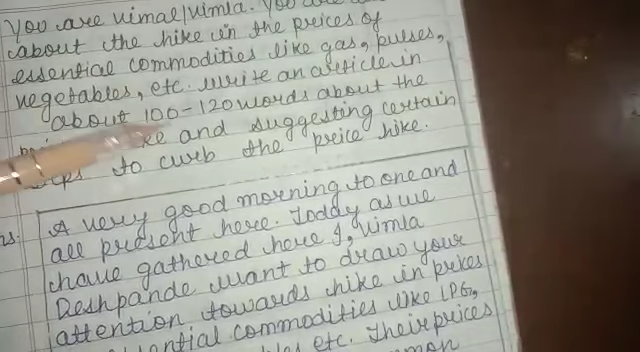 You are Vimal/Vimla. You are
about the hike in the preices of
essential commodities like gas, pulses,
vegetables, etc. write an article in
about 100-120 words about the
and suggesting certain
to curb the preice hike.
A very good morning to one and
all present here. Today as we
have gathered here I, Vimla
Deshpande want to draw your
attention towards hike in prices
commodities like LPG,
etc. Their prices